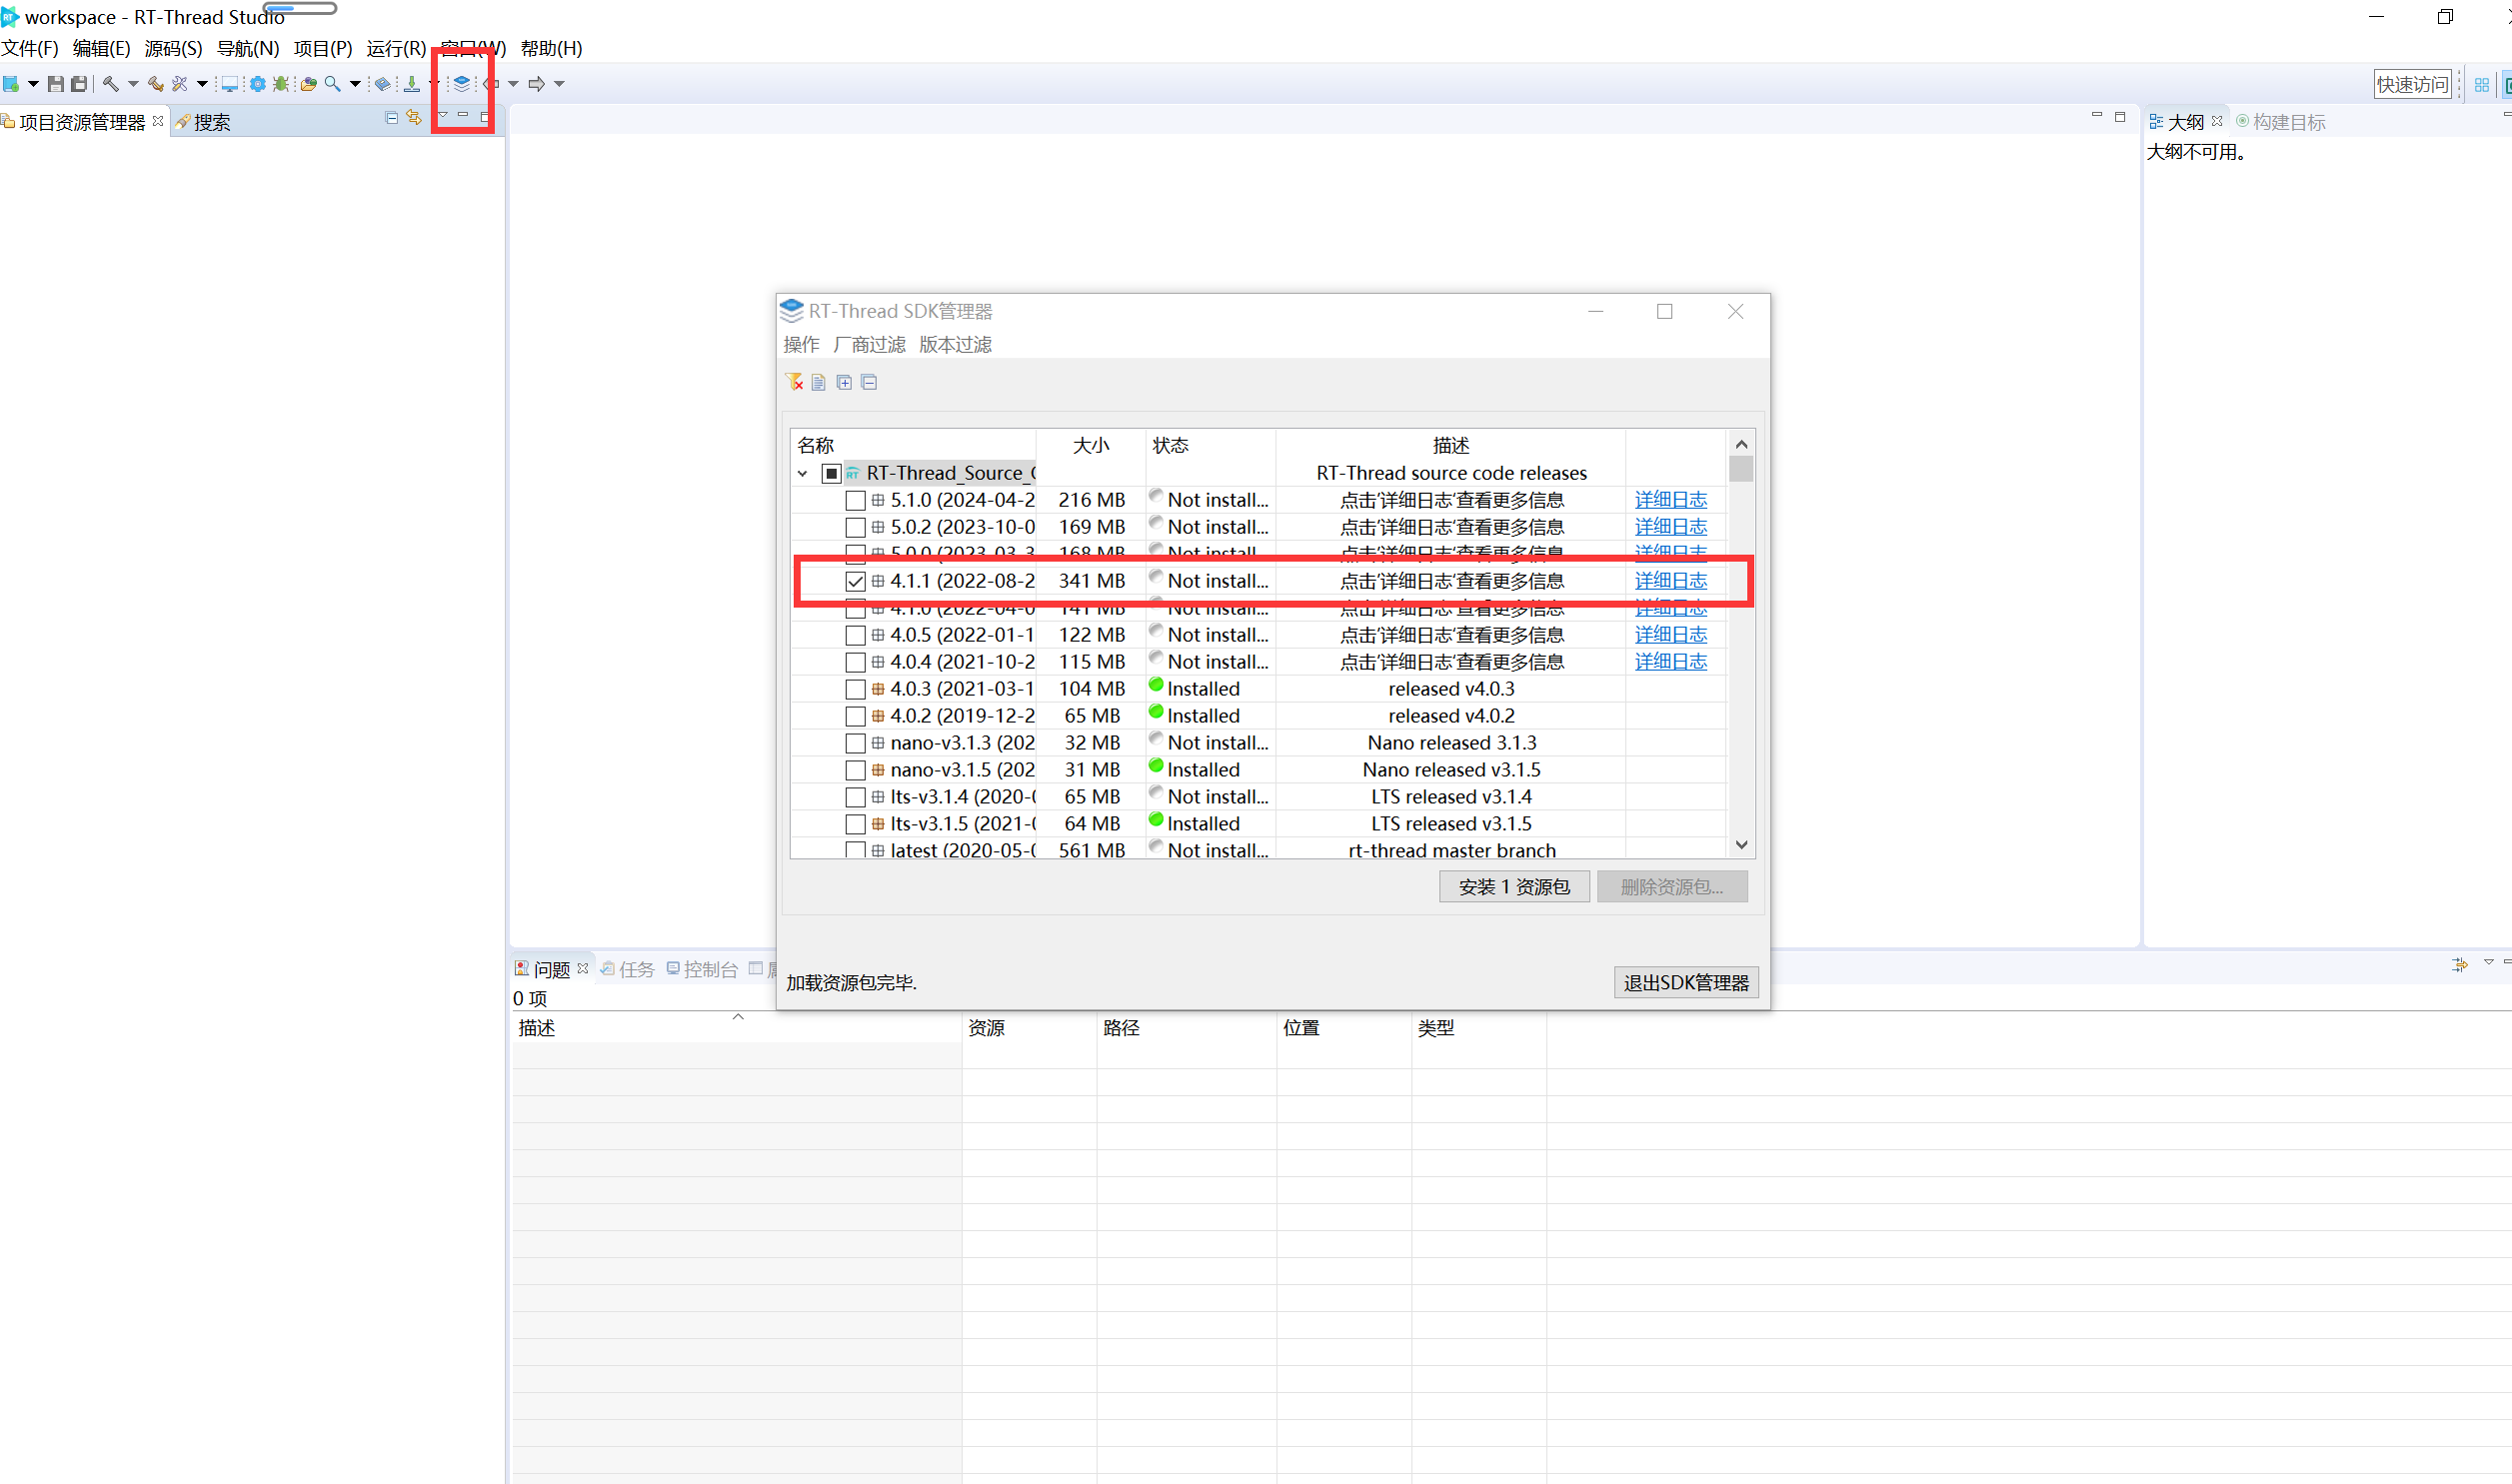 workspace - RT-Thread Studio
文件(F) 编辑(E) 源码(S) 导航(N) 项目(P) 运行(R) 窗口(W) 帮助(H)
快速访问
项目资源管理器 搜索
大纲 构建目标
大纲不可用。
RT-Thread SDK管理器
操作 厂商过滤 版本过滤
名称 大小 状态 描述
RT-Thread_Source_ RT-Thread source code releases
5.1.0 (2024-04-2 216 MB Not install... 点击'详细日志'查看更多信息 详细日志
5.0.2 (2023-10-0 169 MB Not install... 点击'详细日志'查看更多信息 详细日志
5.0.0 (2023-03-3 168 MB Not install... 点击'详细日志'查看更多信息 详细日志
4.1.1 (2022-08-2 341 MB Not install... 点击'详细日志'查看更多信息 详细日志
4.1.0 (2022-04-0 141 MB Not install... 点击'详细日志'查看更多信息 详细日志
4.0.5 (2022-01-1 122 MB Not install... 点击'详细日志'查看更多信息 详细日志
4.0.4 (2021-10-2 115 MB Not install... 点击'详细日志'查看更多信息 详细日志
4.0.3 (2021-03-1 104 MB Installed released v4.0.3
4.0.2 (2019-12-2 65 MB Installed released v4.0.2
nano-v3.1.3 (202 32 MB Not install... Nano released 3.1.3
nano-v3.1.5 (202 31 MB Installed Nano released v3.1.5
lts-v3.1.4 (2020-0 65 MB Not install... LTS released v3.1.4
lts-v3.1.5 (2021-0 64 MB Installed LTS released v3.1.5
latest (2020-05-0 561 MB Not install... rt-thread master branch
安装 1 资源包 删除资源包...
加载资源包完毕. 退出SDK管理器
问题 任务 控制台
0 项
描述 资源 路径 位置 类型